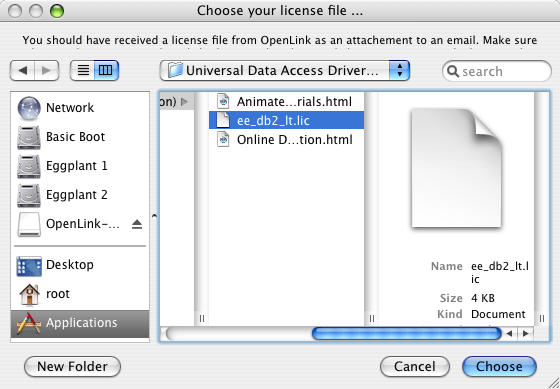 Choose your license file ...
You should have received a license file from OpenLink as an attachement to an email. Make sure
Universal Data Access Driver...
search
Network
Basic Boot
Eggplant 1
Eggplant 2
OpenLink-...
Desktop
root
Applications
on)
Animate...rials.html
ee_db2_lt.lic
Online D...tion.html
Name ee_db2_lt.l
ic
Size 4 KB
Kind Document
New Folder
Cancel
Choose